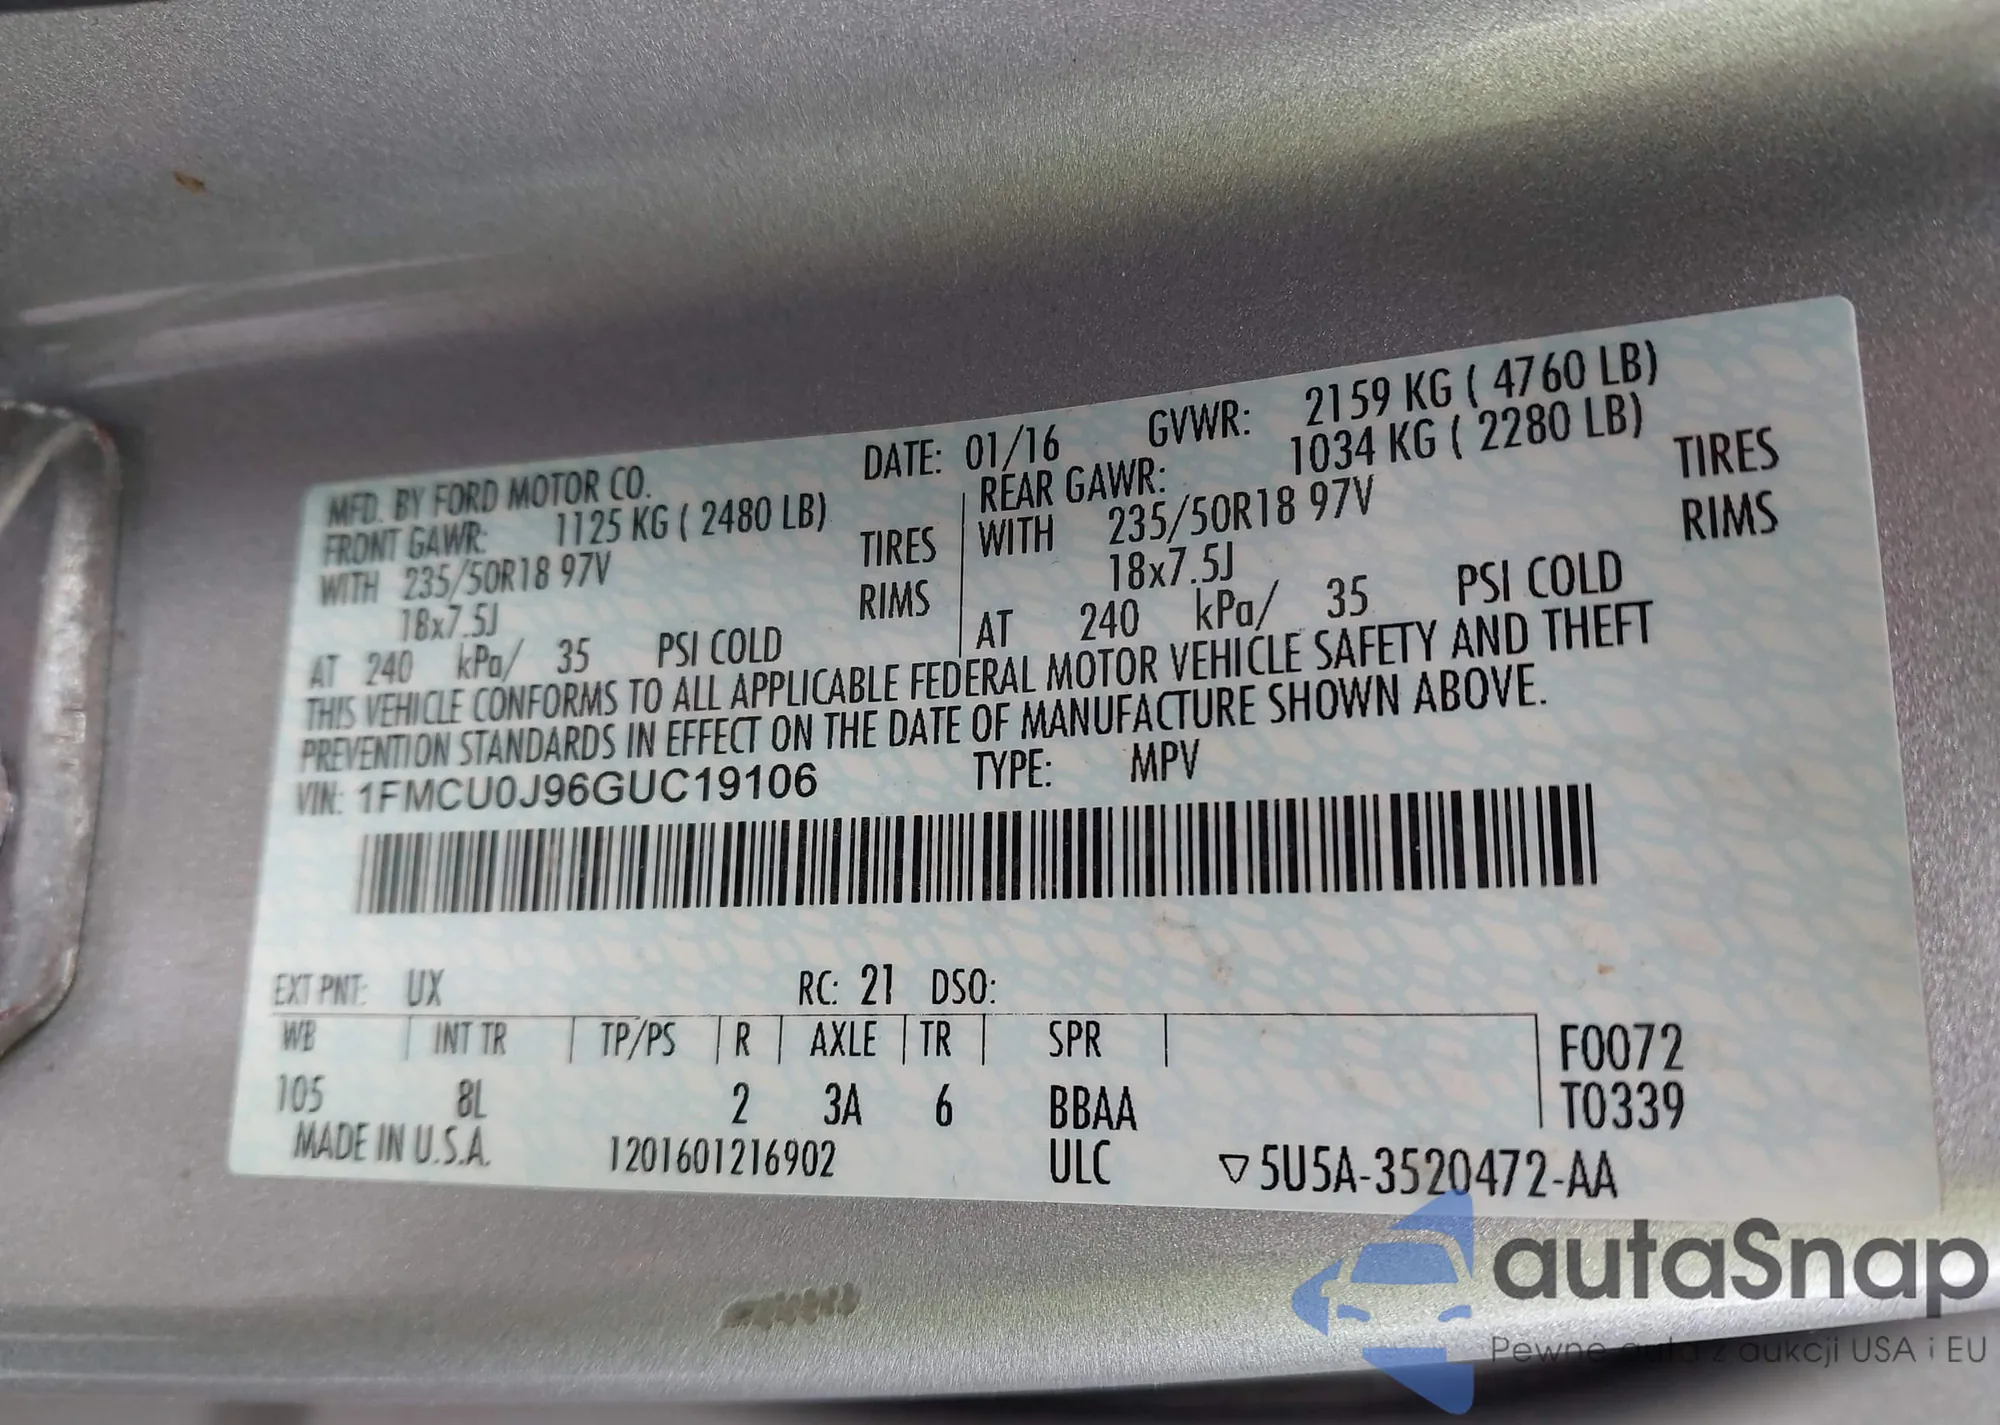 MFD. BY FORD MOTOR CO. DATE: 01/16 GVWR: 2159 KG ( 4760 LB)
FRONT GAWR: 1125 KG ( 2480 LB) REAR GAWR: 1034 KG ( 2280 LB)
WITH 235/50R18 97V TIRES WITH 235/50R18 97V TIRES
18x7.5J RIMS 18x7.5J RIMS
AT 240 kPa/ 35 PSI COLD AT 240 kPa/ 35 PSI COLD
THIS VEHICLE CONFORMS TO ALL APPLICABLE FEDERAL MOTOR VEHICLE SAFETY AND THEFT
PREVENTION STANDARDS IN EFFECT ON THE DATE OF MANUFACTURE SHOWN ABOVE.
VIN: 1FMCU0J96GUC19106 TYPE: MPV
EXT PNT: UX RC: 21 DSO:
WB INT TR TP/PS R AXLE TR SPR F0072
105 8L 2 3A 6 BBAA T0339
MADE IN U.S.A. 1201601216902 ULC ▽5U5A-3520472-AA
autaSnap
Pewne auta z aukcji USA i EU